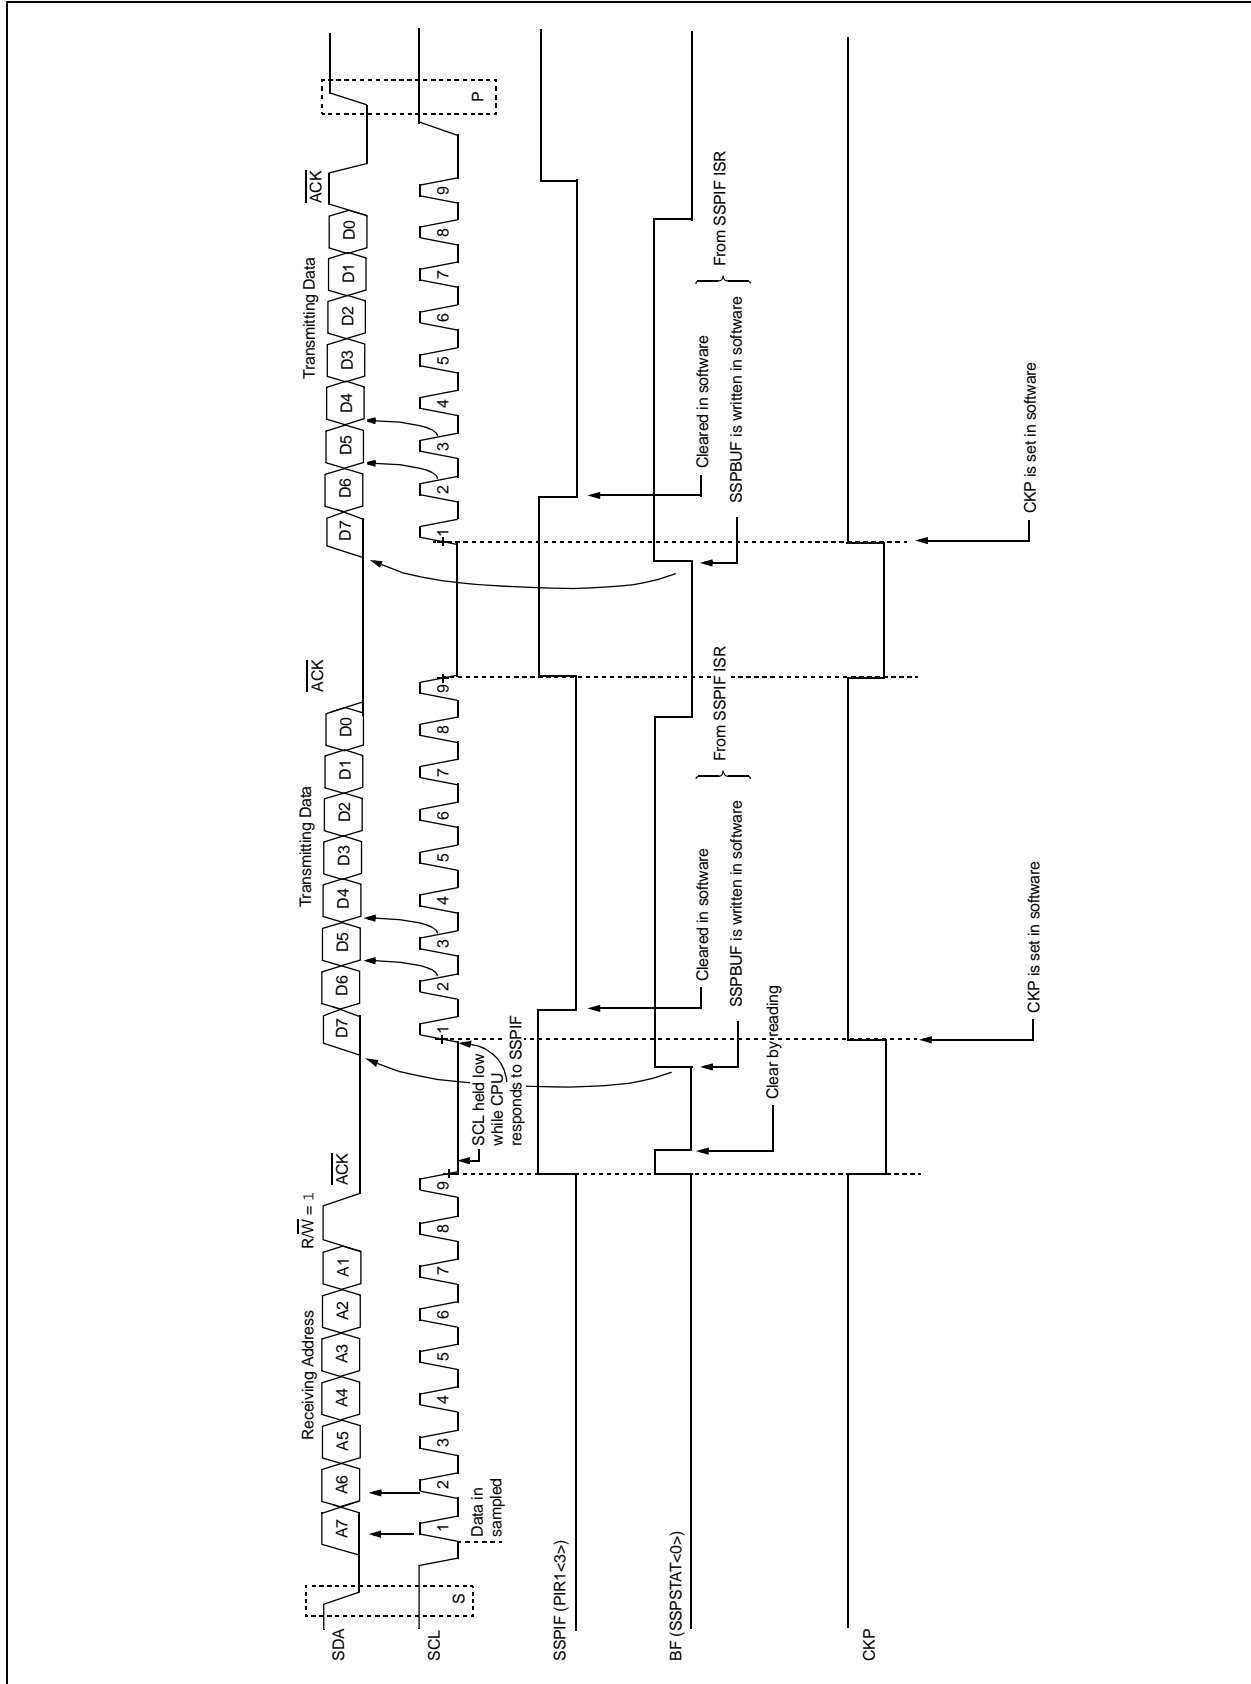 Receiving Address
R/W = 1
ACK
Transmitting Data
ACK
Transmitting Data
ACK
SDA
A7 A6 A5 A4 A3 A2 A1
D7 D6 D5 D4 D3 D2 D1 D0
D7 D6 D5 D4 D3 D2 D1 D0
SCL
1 2 3 4 5 6 7 8 9
1 2 3 4 5 6 7 8 9
1 2 3 4 5 6 7 8 9
S
Data in
sampled
SCL held low
while CPU
responds to SSPIF
P
SSPIF (PIR1<3>)
Cleared in software
Cleared in software
BF (SSPSTAT<0>)
From SSPIF ISR
From SSPIF ISR
SSPBUF is written in software
SSPBUF is written in software
Clear by reading
CKP
CKP is set in software
CKP is set in software